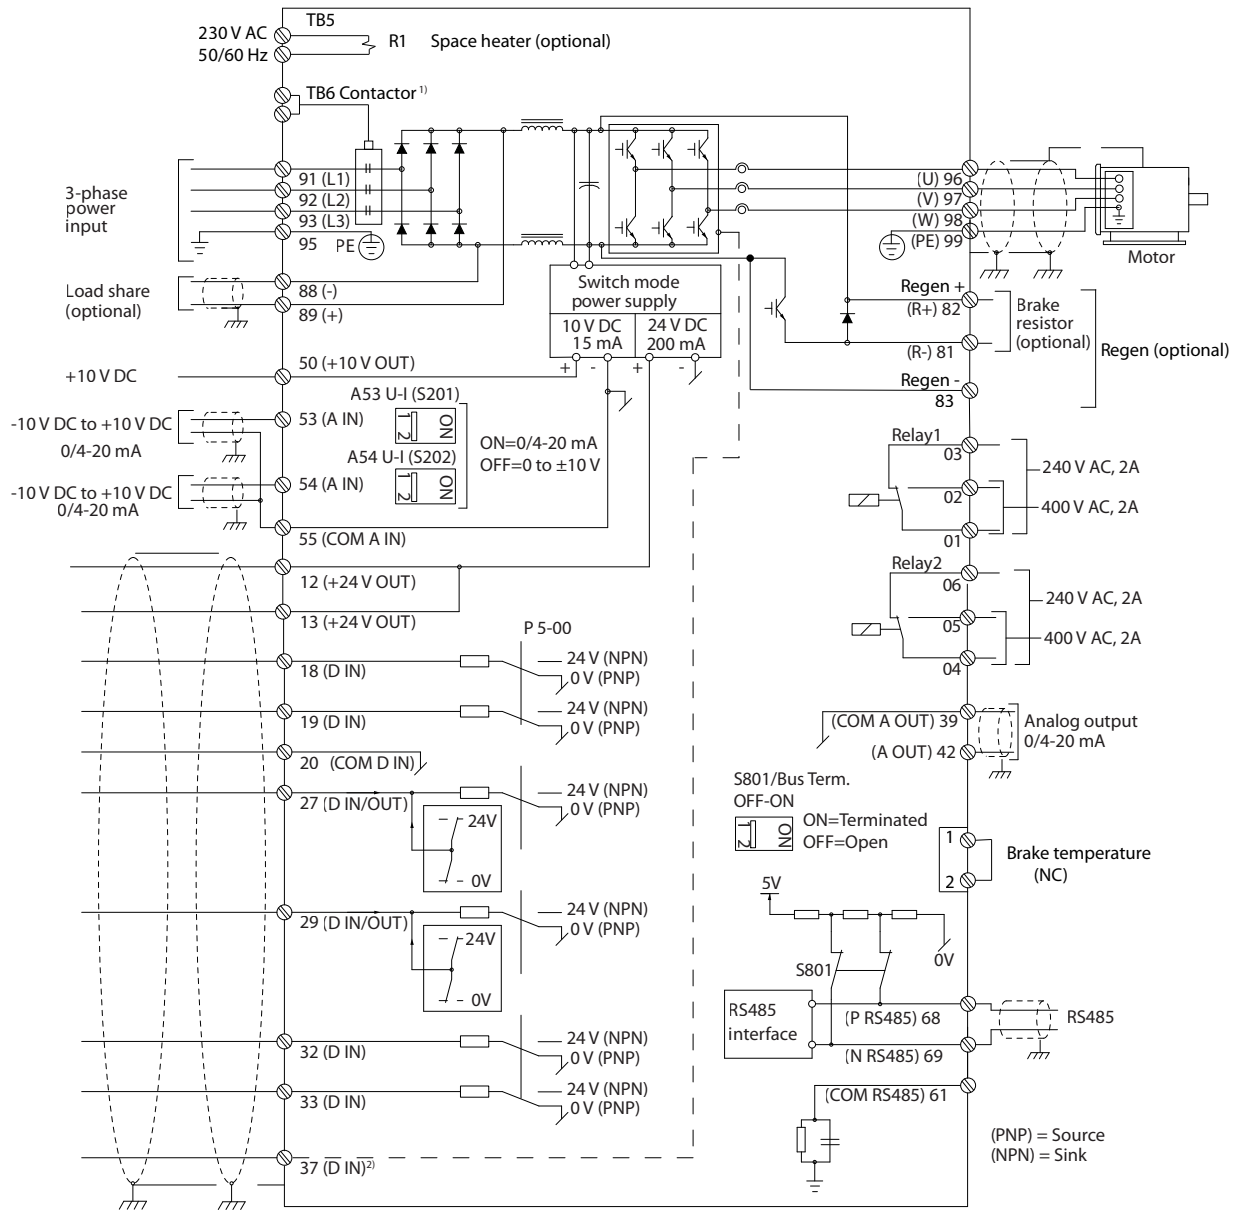 TB5
230 V AC
50/60 Hz
R1
Space heater (optional)
TB6 Contactor 1)
3-phase
power
input
91 (L1)
92 (L2)
93 (L3)
95
PE
(U) 96
(V) 97
(W) 98
(PE) 99
Motor
Load share
(optional)
88 (-)
89 (+)
Switch mode
power supply
10 V DC
15 mA
24 V DC
200 mA
+
-
+
-
Regen +
(R+) 82
Brake
resistor
(optional)
(R-) 81
Regen (optional)
Regen -
83
+10 V DC
50 (+10 V OUT)
A53 U-I (S201)
1 2
ON
-10 V DC to +10 V DC
0/4-20 mA
53 (A IN)
A54 U-I (S202)
1 2
ON
ON=0/4-20 mA
OFF=0 to ±10 V
-10 V DC to +10 V DC
0/4-20 mA
54 (A IN)
55 (COM A IN)
Relay1
03
02
01
240 V AC, 2A
400 V AC, 2A
12 (+24 V OUT)
13 (+24 V OUT)
Relay2
06
05
04
240 V AC, 2A
400 V AC, 2A
P 5-00
18 (D IN)
24 V (NPN)
0 V (PNP)
19 (D IN)
24 V (NPN)
0 V (PNP)
20 (COM D IN)
27 (D IN/OUT)
24 V (NPN)
0 V (PNP)
24V
0V
29 (D IN/OUT)
24 V (NPN)
0 V (PNP)
24V
0V
32 (D IN)
24 V (NPN)
0 V (PNP)
33 (D IN)
24 V (NPN)
0 V (PNP)
37 (D IN) 2)
(COM A OUT) 39
(A OUT) 42
Analog output
0/4-20 mA
S801/Bus Term.
OFF-ON
1 2
ON
ON=Terminated
OFF=Open
1
2
Brake temperature
(NC)
5V
0V
S801
RS485
interface
(P RS485) 68
(N RS485) 69
RS485
(COM RS485) 61
(PNP) = Source
(NPN) = Sink